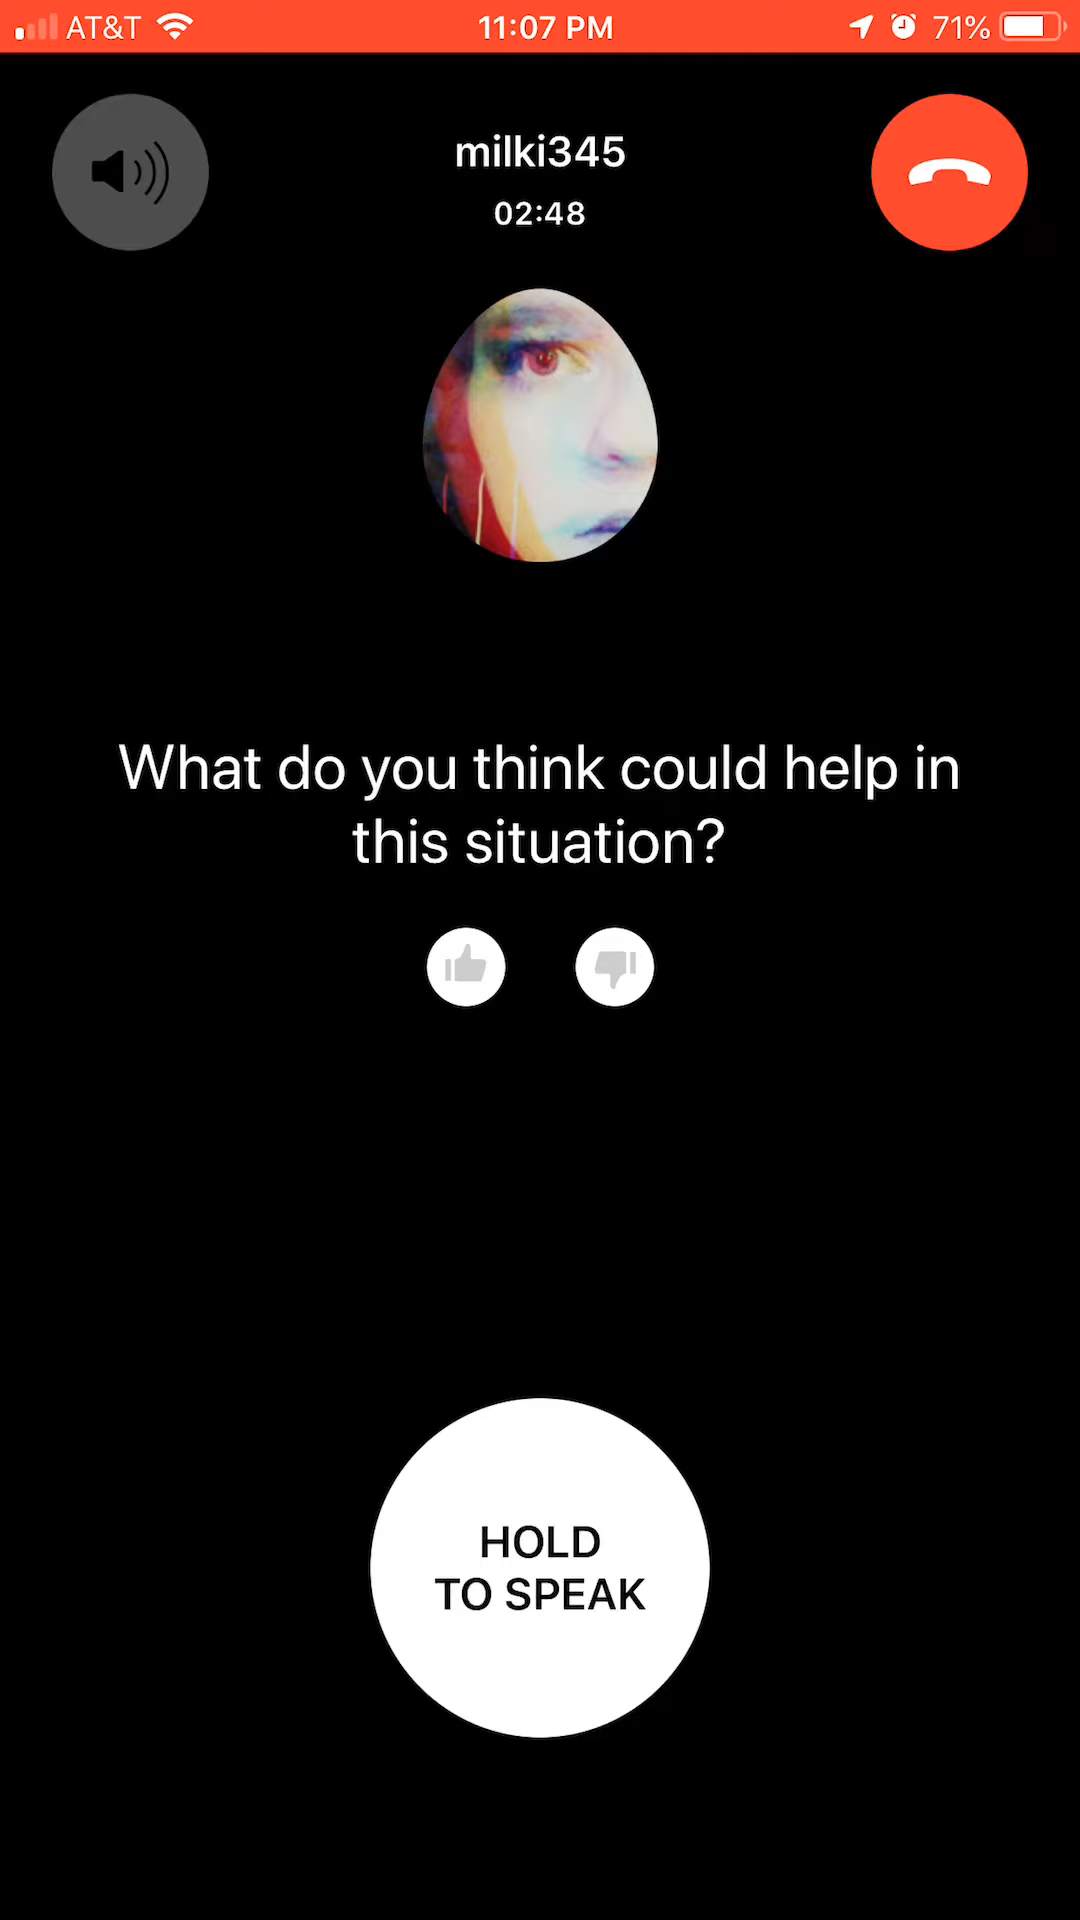 AT&T 11:07 PM 71%
milki345
02:48
What do you think could help in
this situation?
HOLD
TO SPEAK